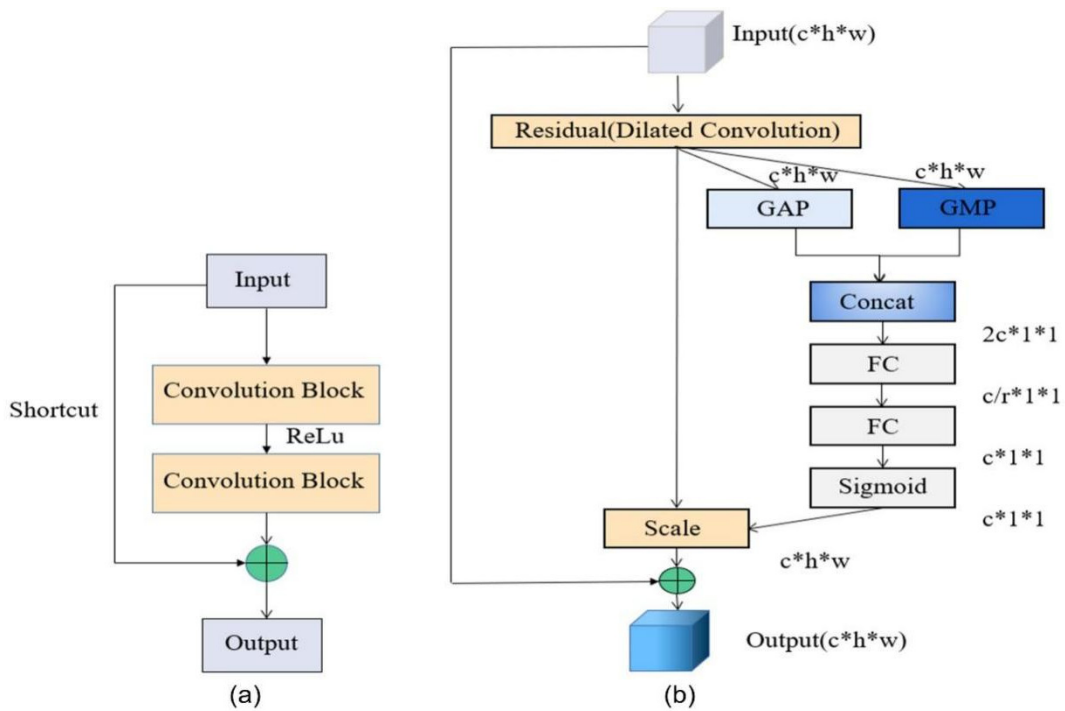 Input
Shortcut
Convolution Block
ReLu
Convolution Block
Output
(a)
Input(c*h*w)
Residual(Dilated Convolution)
c*h*w
c*h*w
GAP
GMP
Concat
2c*1*1
FC
c/r*1*1
FC
c*1*1
Sigmoid
c*1*1
Scale
c*h*w
Output(c*h*w)
(b)